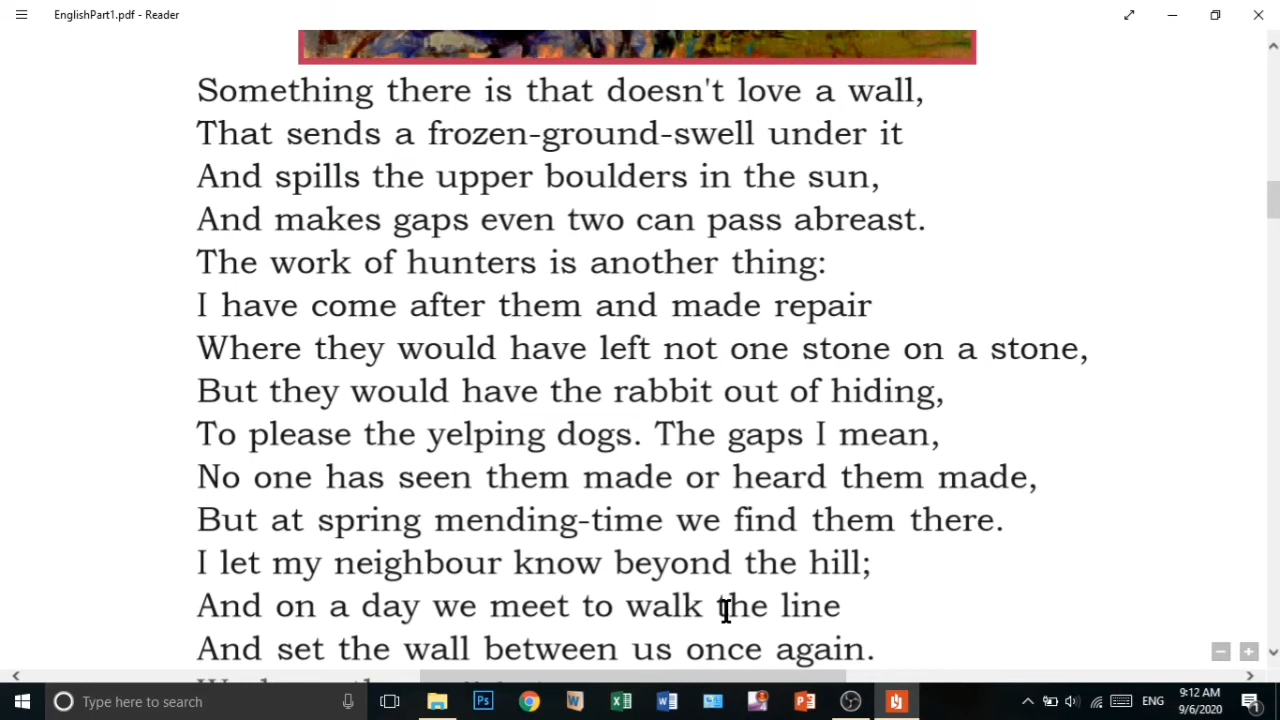 EnglishPart1.pdf - Reader
Something there is that doesn't love a wall,
That sends a frozen-ground-swell under it
And spills the upper boulders in the sun,
And makes gaps even two can pass abreast.
The work of hunters is another thing:
I have come after them and made repair
Where they would have left not one stone on a stone,
But they would have the rabbit out of hiding,
To please the yelping dogs. The gaps I mean,
No one has seen them made or heard them made,
But at spring mending-time we find them there.
I let my neighbour know beyond the hill;
And on a day we meet to walk the line
And set the wall between us once again.
Type here to search
Ps
ENG
9:12 AM
9/6/2020
1